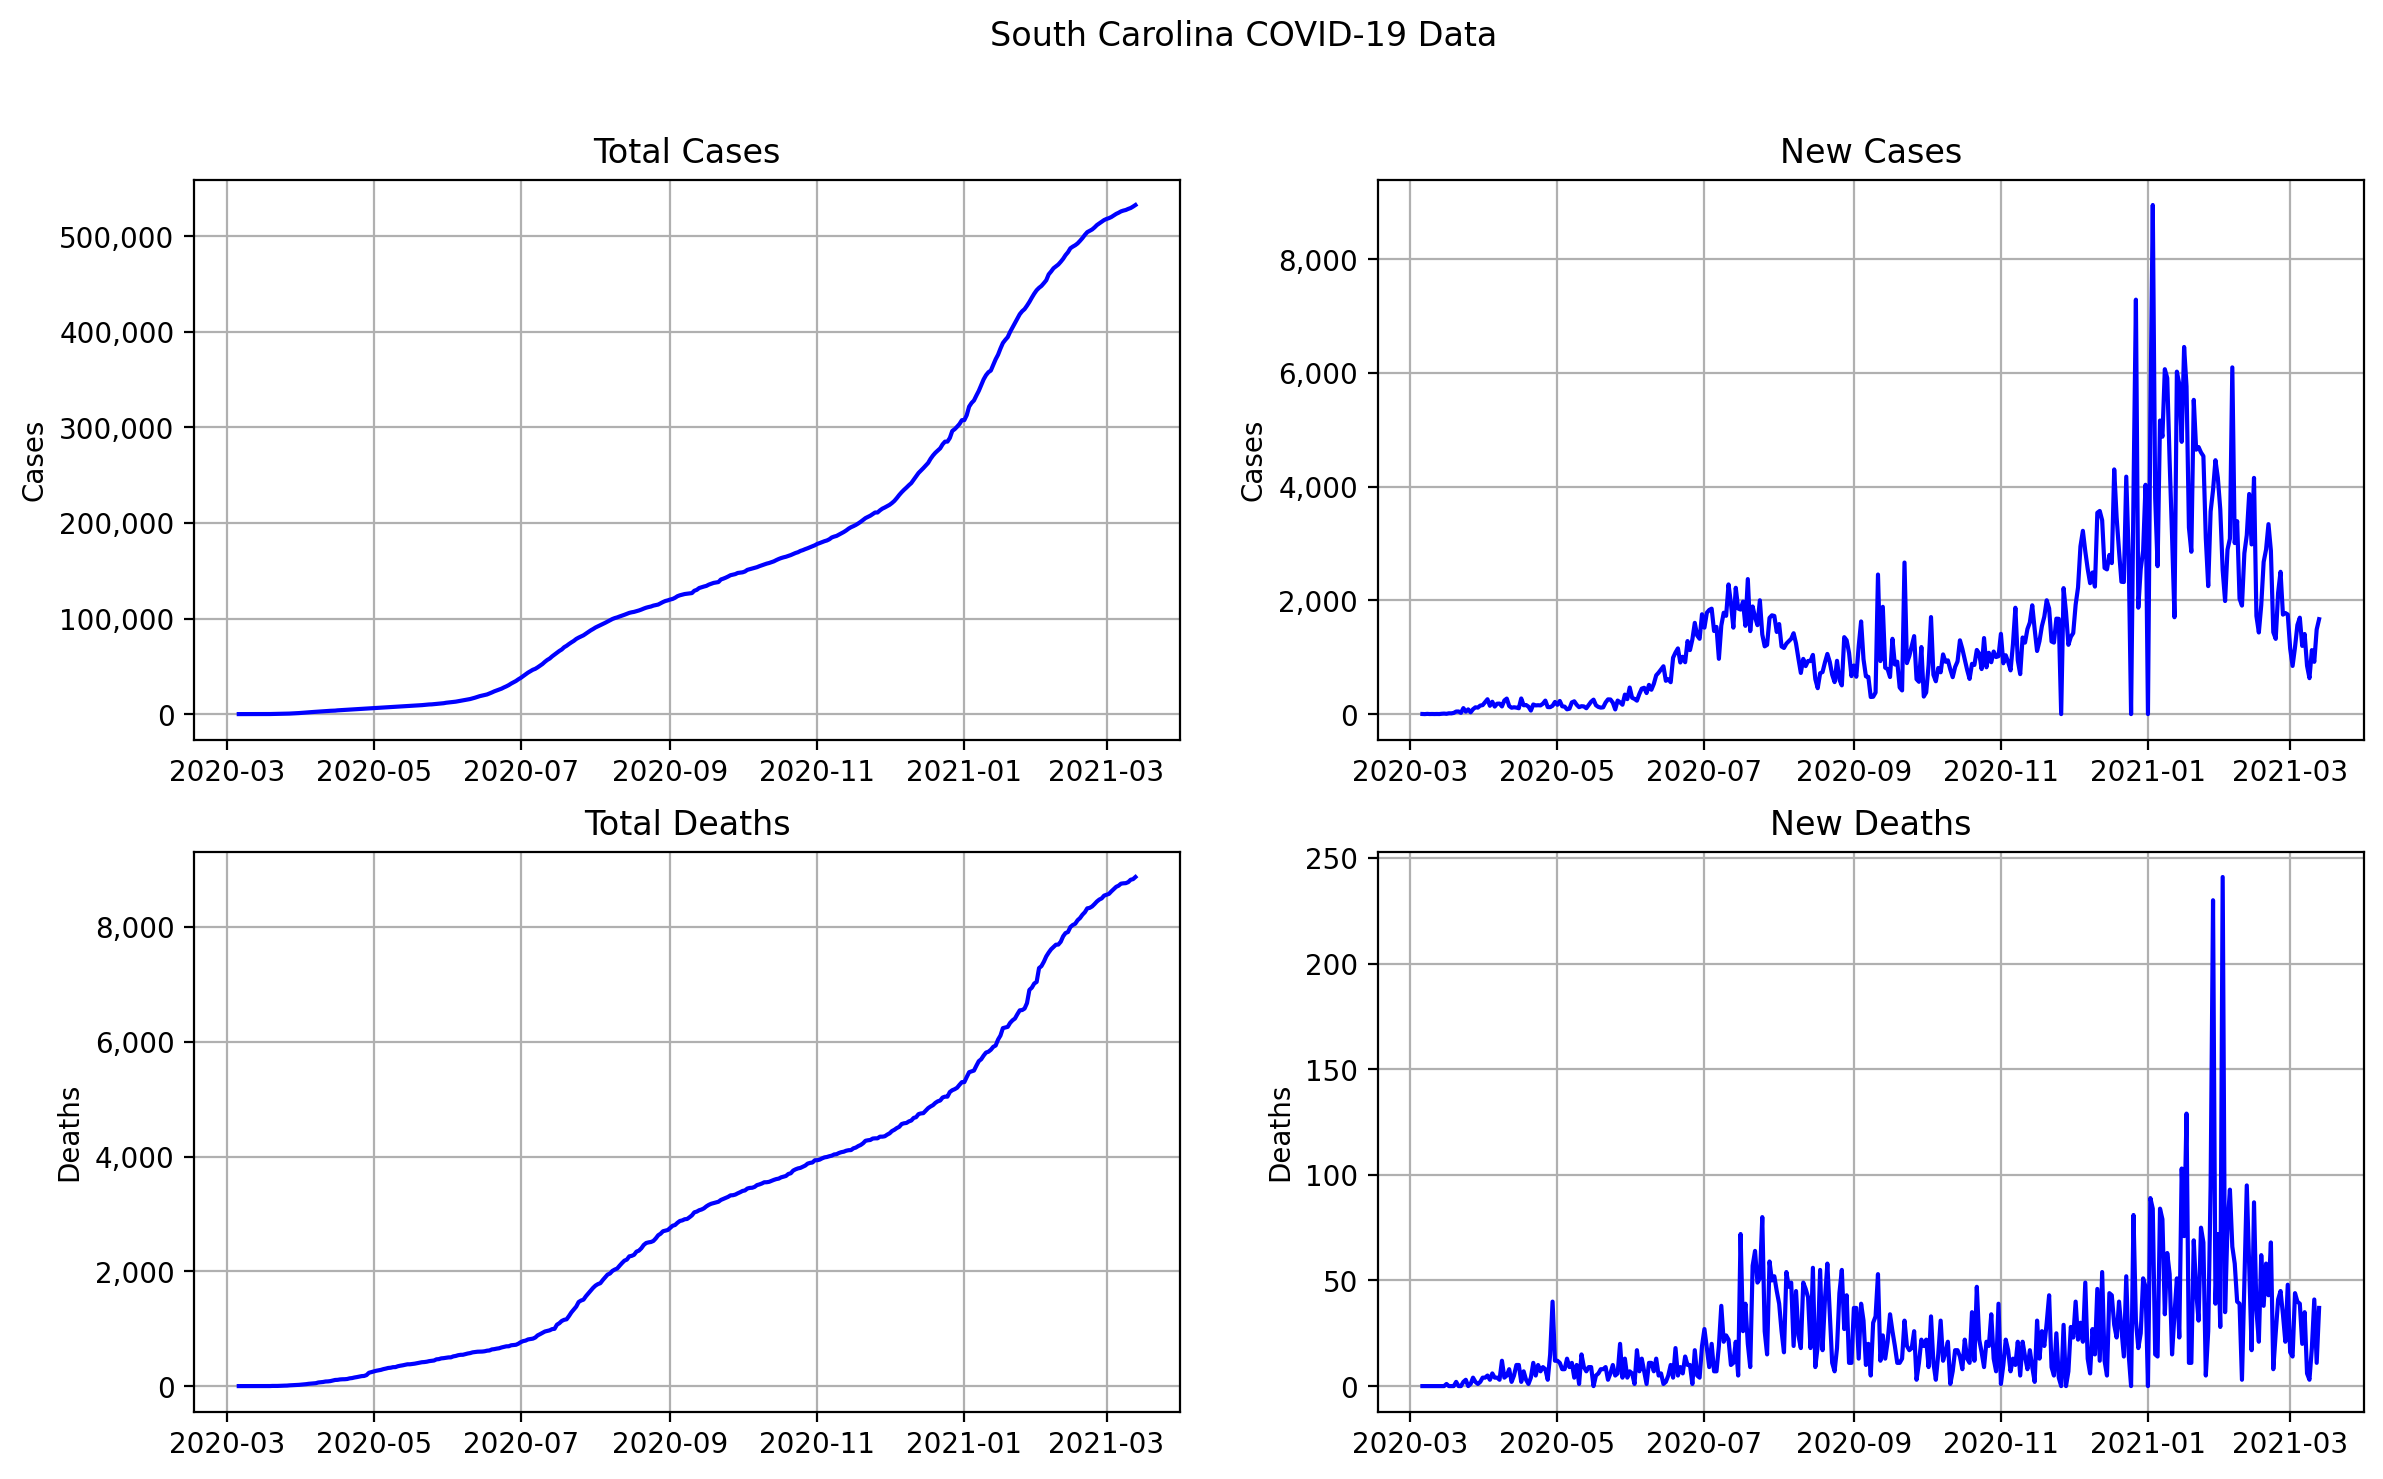 South Carolina COVID-19 Data
Total Cases
Cases
500,000
400,000
300,000
200,000
100,000
0
2020-03 2020-05 2020-07 2020-09 2020-11 2021-01 2021-03
New Cases
Cases
8,000
6,000
4,000
2,000
0
2020-03 2020-05 2020-07 2020-09 2020-11 2021-01 2021-03
Total Deaths
Deaths
8,000
6,000
4,000
2,000
0
2020-03 2020-05 2020-07 2020-09 2020-11 2021-01 2021-03
New Deaths
Deaths
250
200
150
100
50
0
2020-03 2020-05 2020-07 2020-09 2020-11 2021-01 2021-03